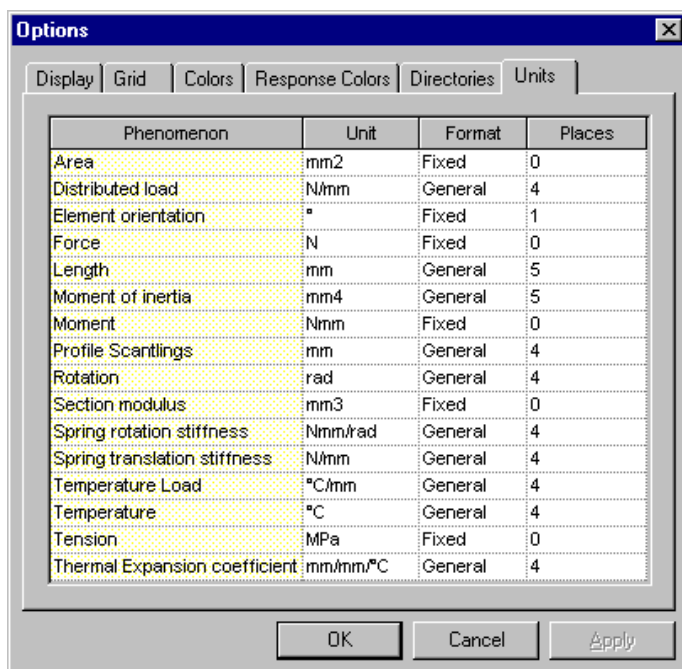 Options
Display Grid Colors Response Colors Directories Units
Phenomenon Unit Format Places
Area mm2 Fixed 0
Distributed load N/mm General 4
Element orientation ° Fixed 1
Force N Fixed 0
Length mm General 5
Moment of inertia mm4 General 5
Moment Nmm Fixed 0
Profile Scantlings mm General 4
Rotation rad General 4
Section modulus mm3 Fixed 0
Spring rotation stiffness Nmm/rad General 4
Spring translation stiffness N/mm General 4
Temperature Load °C/mm General 4
Temperature °C General 4
Tension MPa Fixed 0
Thermal Expansion coefficient mm/mm/°C General 4
OK Cancel Apply